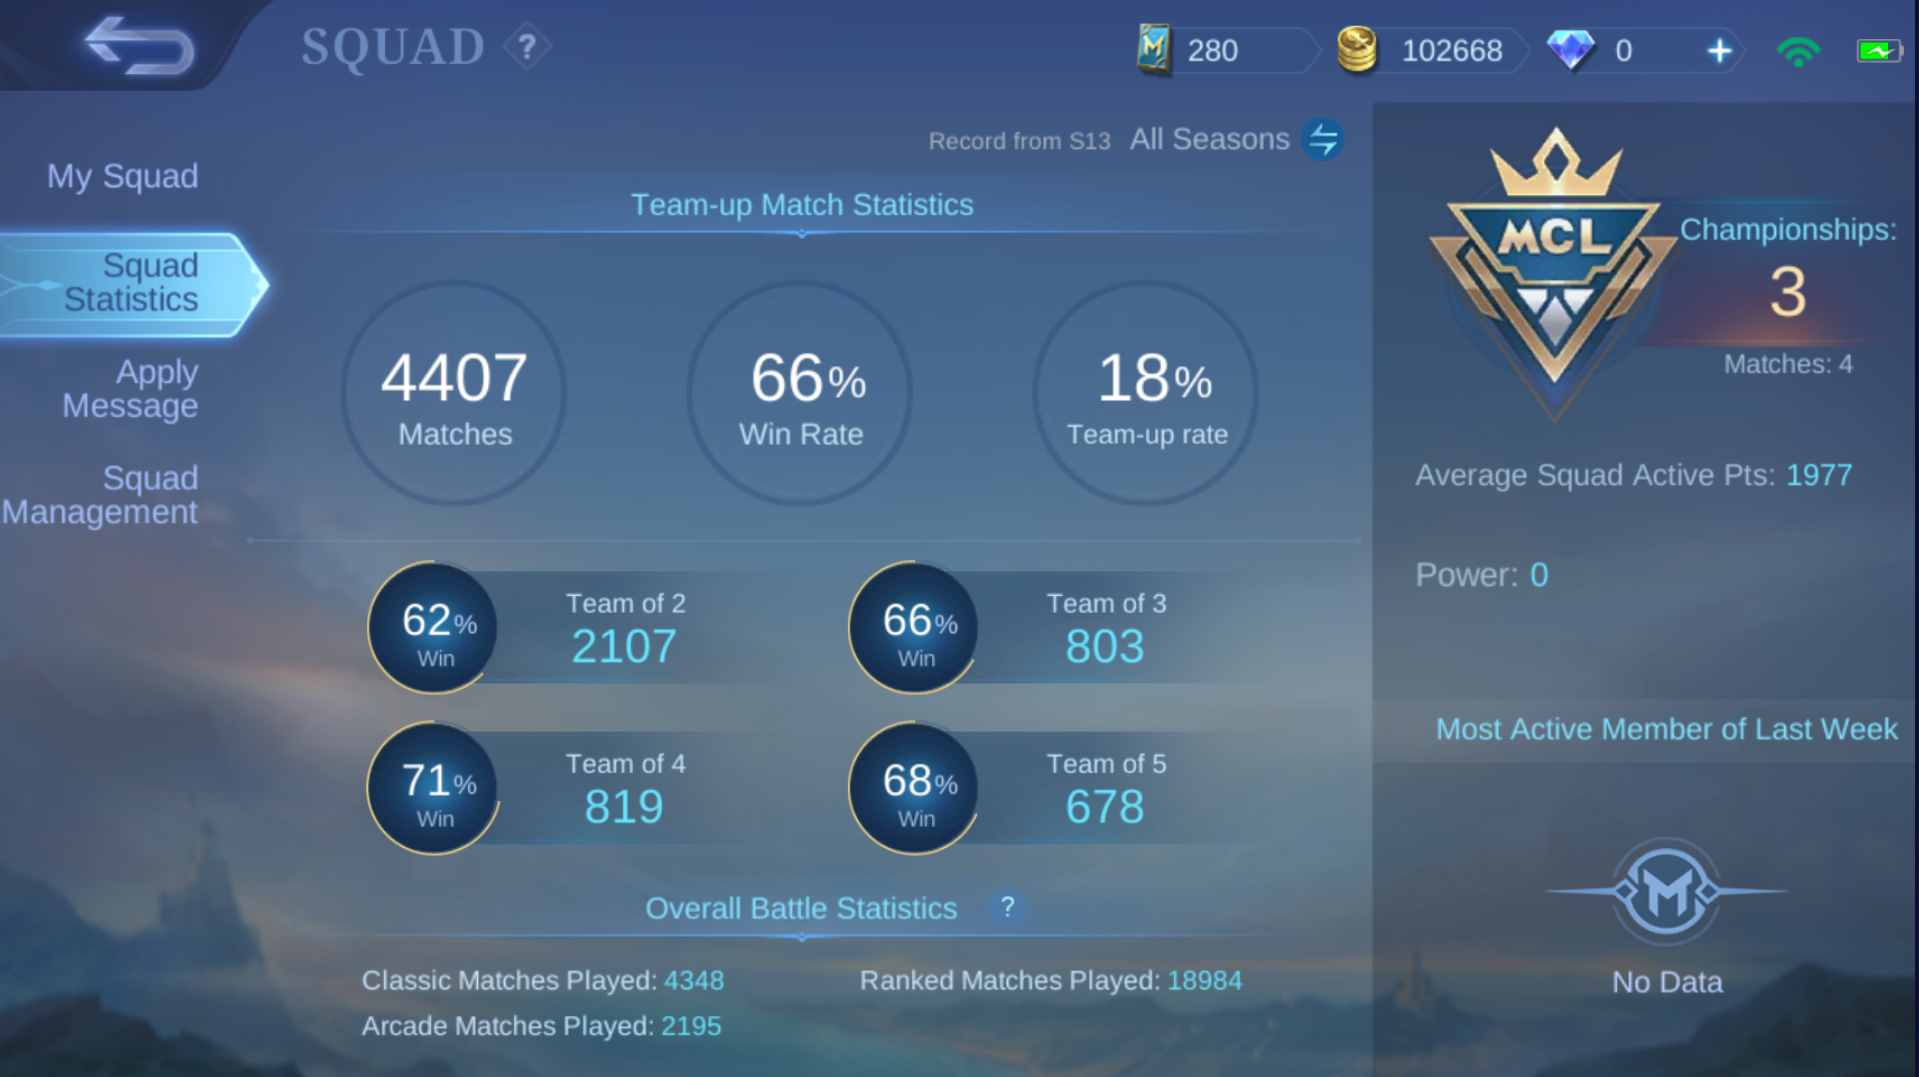 SQUAD ?
280
102668
0 +
Record from S13 All Seasons
My Squad
Squad
Statistics
Apply
Message
Squad
Management
Team-up Match Statistics
4407
Matches
66%
Win Rate
18%
Team-up rate
62%
Win
Team of 2
2107
66%
Win
Team of 3
803
71%
Win
Team of 4
819
68%
Win
Team of 5
678
Overall Battle Statistics ?
Classic Matches Played: 4348
Ranked Matches Played: 18984
Arcade Matches Played: 2195
MCL
Championships:
3
Matches: 4
Average Squad Active Pts: 1977
Power: 0
Most Active Member of Last Week
M
No Data